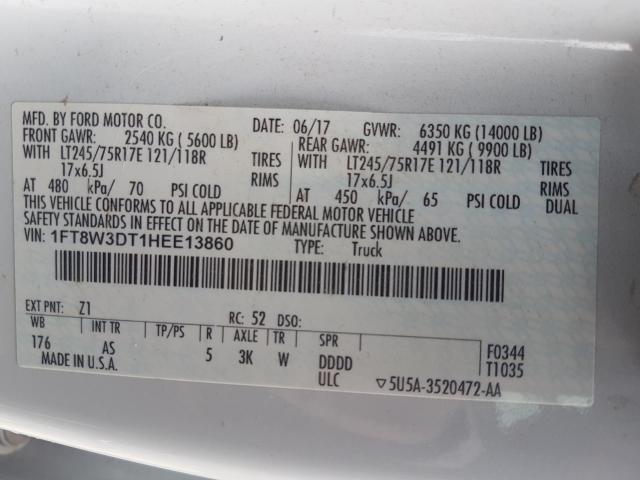 MFD. BY FORD MOTOR CO.
DATE: 06/17 GVWR: 6350 KG (14000 LB)
FRONT GAWR: 2540 KG (5600 LB)
REAR GAWR: 4491 KG (9900 LB)
WITH LT245/75R17E 121/118R TIRES
WITH LT245/75R17E 121/118R TIRES
17x6.5J RIMS
17x6.5J RIMS
AT 480 kPa/ 70 PSI COLD
AT 450 kPa/ 65 PSI COLD DUAL
THIS VEHICLE CONFORMS TO ALL APPLICABLE FEDERAL MOTOR VEHICLE
SAFETY STANDARDS IN EFFECT ON THE DATE OF MANUFACTURE SHOWN ABOVE.
VIN: 1FT8W3DT1HEE13860
TYPE: Truck
EXT PNT: Z1 RC: 52 DSO:
WB INT TR TP/PS R AXLE TR SPR
176 AS 5 3K W DDDD
ULC
F0344
T1035
MADE IN U.S.A.
▽5U5A-3520472-AA